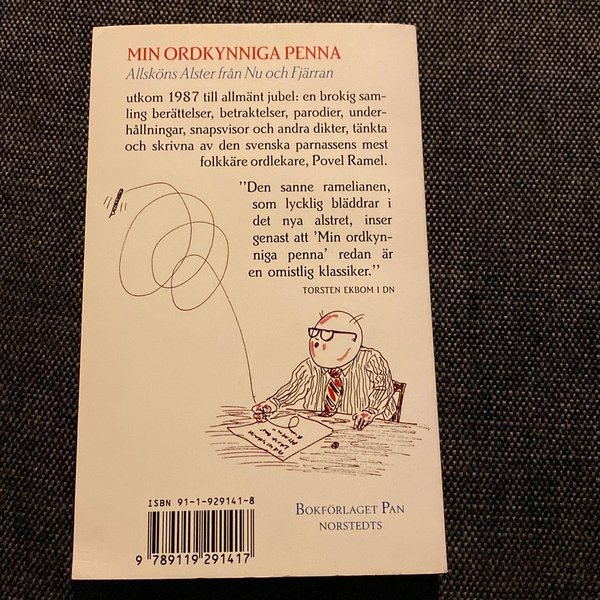 MIN ORDKYNNIGA PENNA
Allsköns Alster från Nu och Fjärran
utkom 1987 till allmänt jubel: en brokig sam-
ling berättelser, betraktelser, parodier, under-
hållningar, snapsvisor och andra dikter, tänkta
och skrivna av den svenska parnassens mest
folkkäre ordlekare, Povel Ramel.
”Den sanne ramelianen,
som lycklig bläddrar i
det nya alstret, inser
genast att ’Min ordkyn-
niga penna’ redan är
en omistlig klassiker.”
TORSTEN EKBOM I DN
ISBN 91-1-929141-8
9 789119 291417
BOKFÖRLAGET PAN
NORSTEDTS